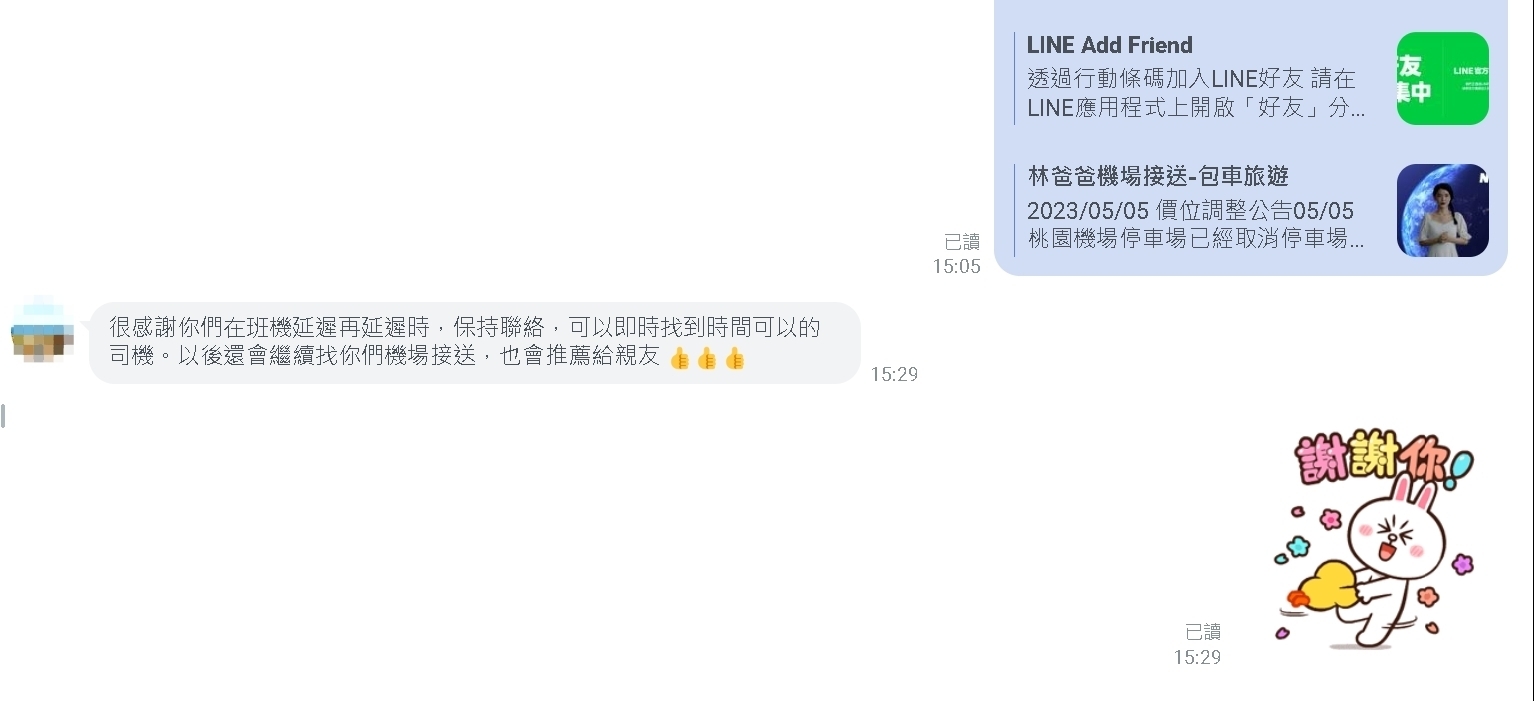 LINE Add Friend
透過行動條碼加入LINE好友 請在
LINE應用程式上開啟「好友」分...
友
集中
LINE官方
林爸爸機場接送-包車旅遊
2023/05/05 價位調整公告05/05
桃園機場停車場已經取消停車場...
已讀
15:05
很感謝你們在班機延遲再延遲時，保持聯絡，可以即時找到時間可以的
司機。以後還會繼續找你們機場接送，也會推薦給親友 👍👍👍
15:29
謝謝你!
已讀
15:29